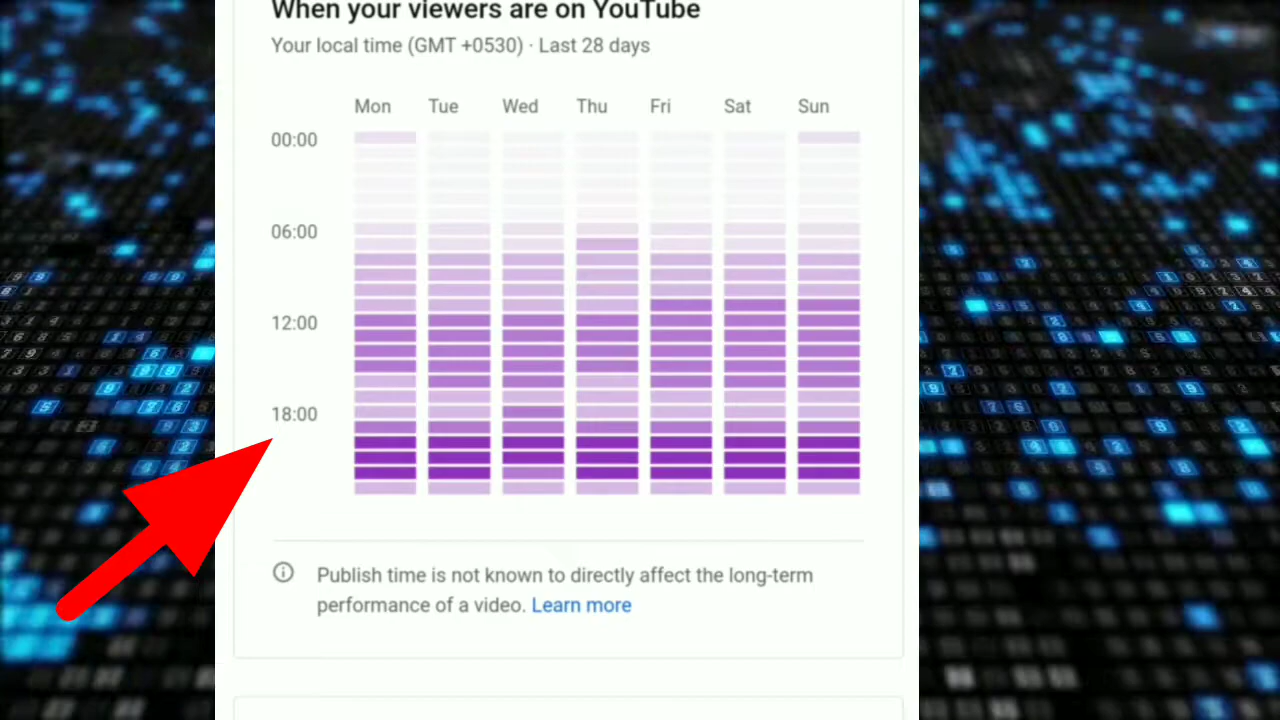 When your viewers are on YouTube
Your local time (GMT +0530) · Last 28 days
Mon Tue Wed Thu Fri Sat Sun
00:00
06:00
12:00
18:00
Publish time is not known to directly affect the long-term
performance of a video. Learn more